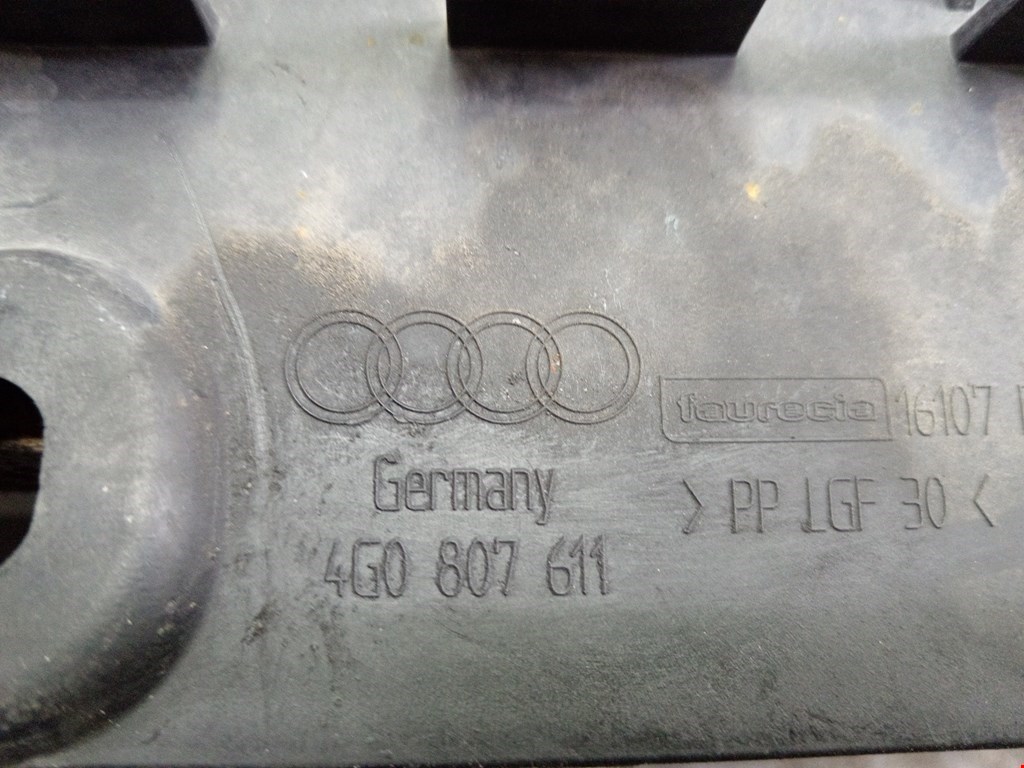 faurecia 16107
Germany
> PP LGF 30 <
4G0 807 611